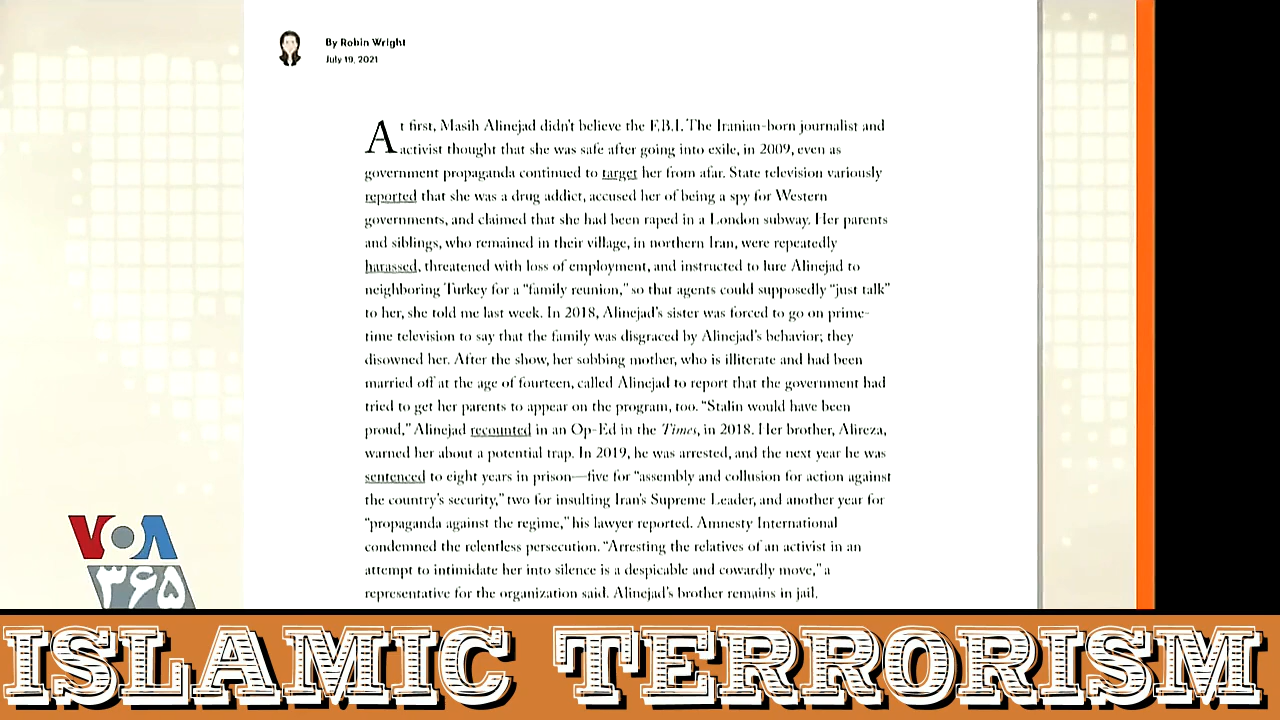 By Robin Wright
July 19, 2021
At first, Masih Alinejad didn't believe the F.B.I. The Iranian-born journalist and
activist thought that she was safe after going into exile, in 2009, even as
government propaganda continued to target her from afar. State television variously
reported that she was a drug addict, accused her of being a spy for Western
governments, and claimed that she had been raped in a London subway. Her parents
and siblings, who remained in their village, in northern Iran, were repeatedly
harassed, threatened with loss of employment, and instructed to lure Alinejad to
neighboring Turkey for a “family reunion,” so that agents could supposedly “just talk”
to her, she told me last week. In 2018, Alinejad's sister was forced to go on prime-
time television to say that the family was disgraced by Alinejad's behavior; they
disowned her. After the show, her sobbing mother, who is illiterate and had been
married off at the age of fourteen, called Alinejad to report that the government had
tried to get her parents to appear on the program, too. “Stalin would have been
proud,” Alinejad recounted in an Op-Ed in the Times, in 2018. Her brother, Alireza,
warned her about a potential trap. In 2019, he was arrested, and the next year he was
sentenced to eight years in prison—five for “assembly and collusion for action against
the country's security,” two for insulting Iran's Supreme Leader, and another year for
“propaganda against the regime,” his lawyer reported. Amnesty International
condemned the relentless persecution. “Arresting the relatives of an activist in an
attempt to intimidate her into silence is a despicable and cowardly move,” a
representative for the organization said. Alinejad's brother remains in jail.
VOA
۳۶۵
ISLAMIC TERRORISM